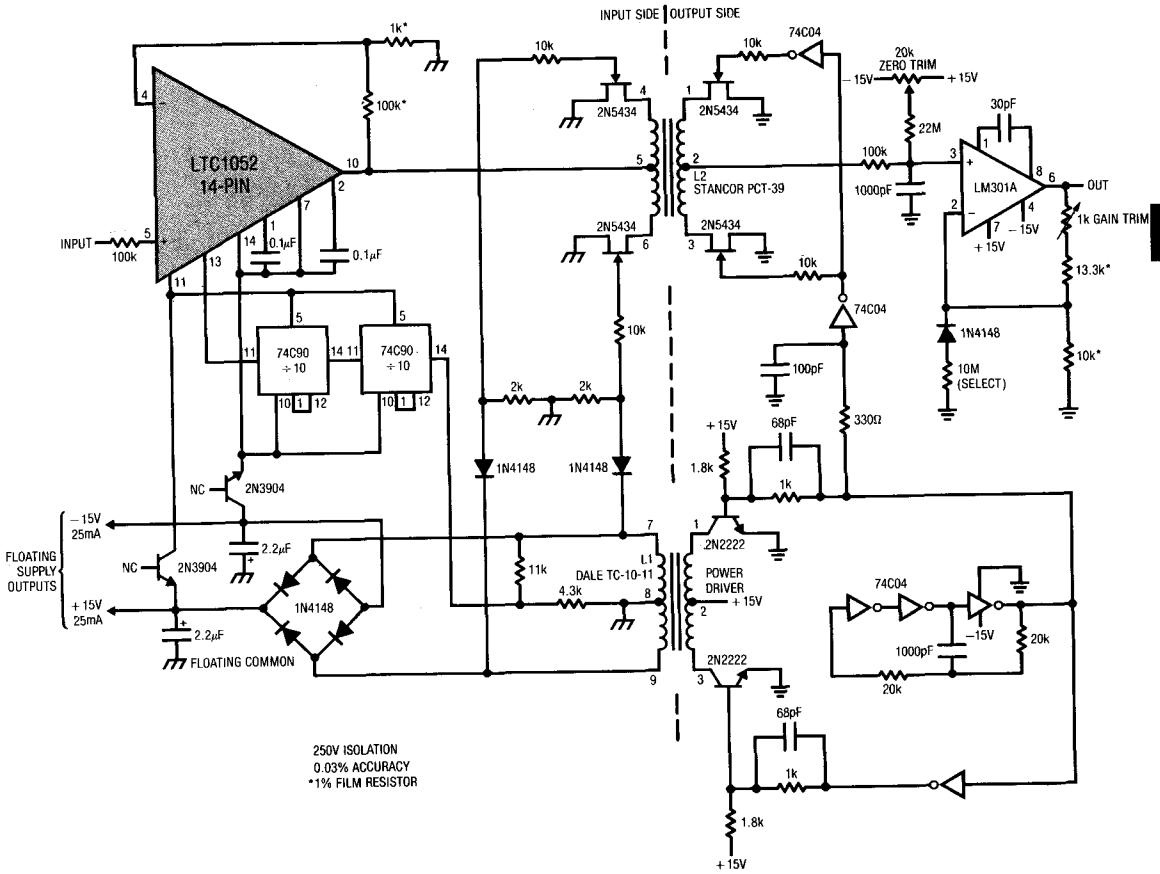 INPUT SIDE
OUTPUT SIDE
1k*
4
−
100k*
LTC1052
14-PIN
10
2
7
1
14
13
5
+
11
INPUT
100k
0.1µF
0.1µF
10k
4
2N5434
5
2N5434
6
10k
1
2N5434
10k
74C04
2
L2
STANCOR PCT-39
2N5434
3
10k
74C04
20k
ZERO TRIM
−15V
+15V
22M
100k
1000pF
30pF
3
+
1
8
LM301A
6
OUT
2
−
7
4
−15V
+15V
1k GAIN TRIM
13.3k*
1N4148
10M
(SELECT)
10k*
5
5
11
74C90
÷10
14
11
74C90
÷10
14
10
1
12
10
1
12
2k
2k
1N4148
1N4148
100pF
330Ω
NC
2N3904
−15V
25mA
FLOATING
SUPPLY
OUTPUTS
NC
2N3904
+15V
25mA
2.2µF
+
+
2.2µF
FLOATING COMMON
1N4148
11k
4.3k
7
L1
DALE TC-10-11
8
9
1
POWER
DRIVER
2
+15V
3
+15V
1.8k
68pF
1k
2N2222
2N2222
74C04
−15V
1000pF
20k
20k
68pF
1k
1.8k
+15V
250V ISOLATION
0.03% ACCURACY
*1% FILM RESISTOR